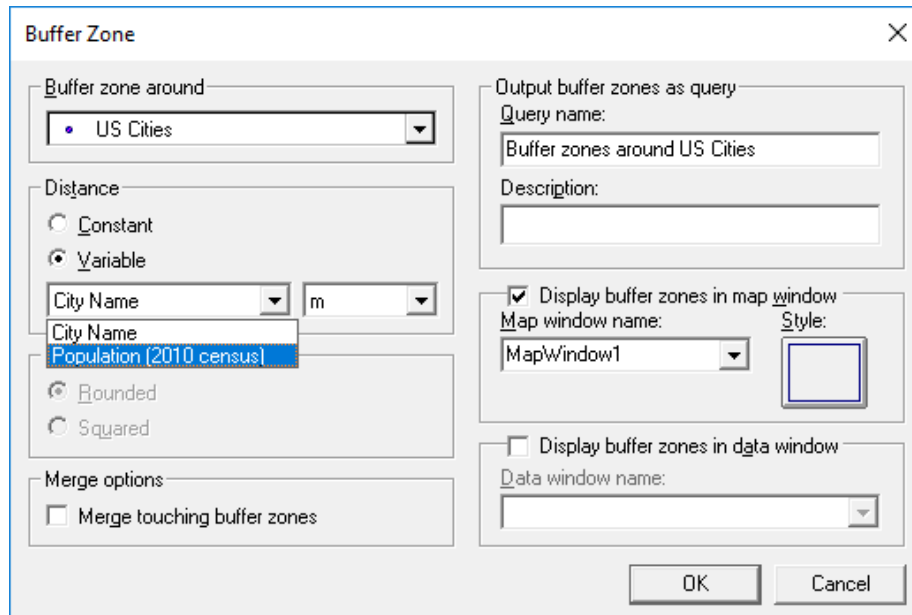 Buffer Zone
Buffer zone around
US Cities
Distance
Constant
Variable
City Name
m
City Name
Population (2010 census)
Rounded
Squared
Merge options
Merge touching buffer zones
Output buffer zones as query
Query name:
Buffer zones around US Cities
Description:
Display buffer zones in map window
Map window name:
Style:
MapWindow1
Display buffer zones in data window
Data window name:
OK
Cancel